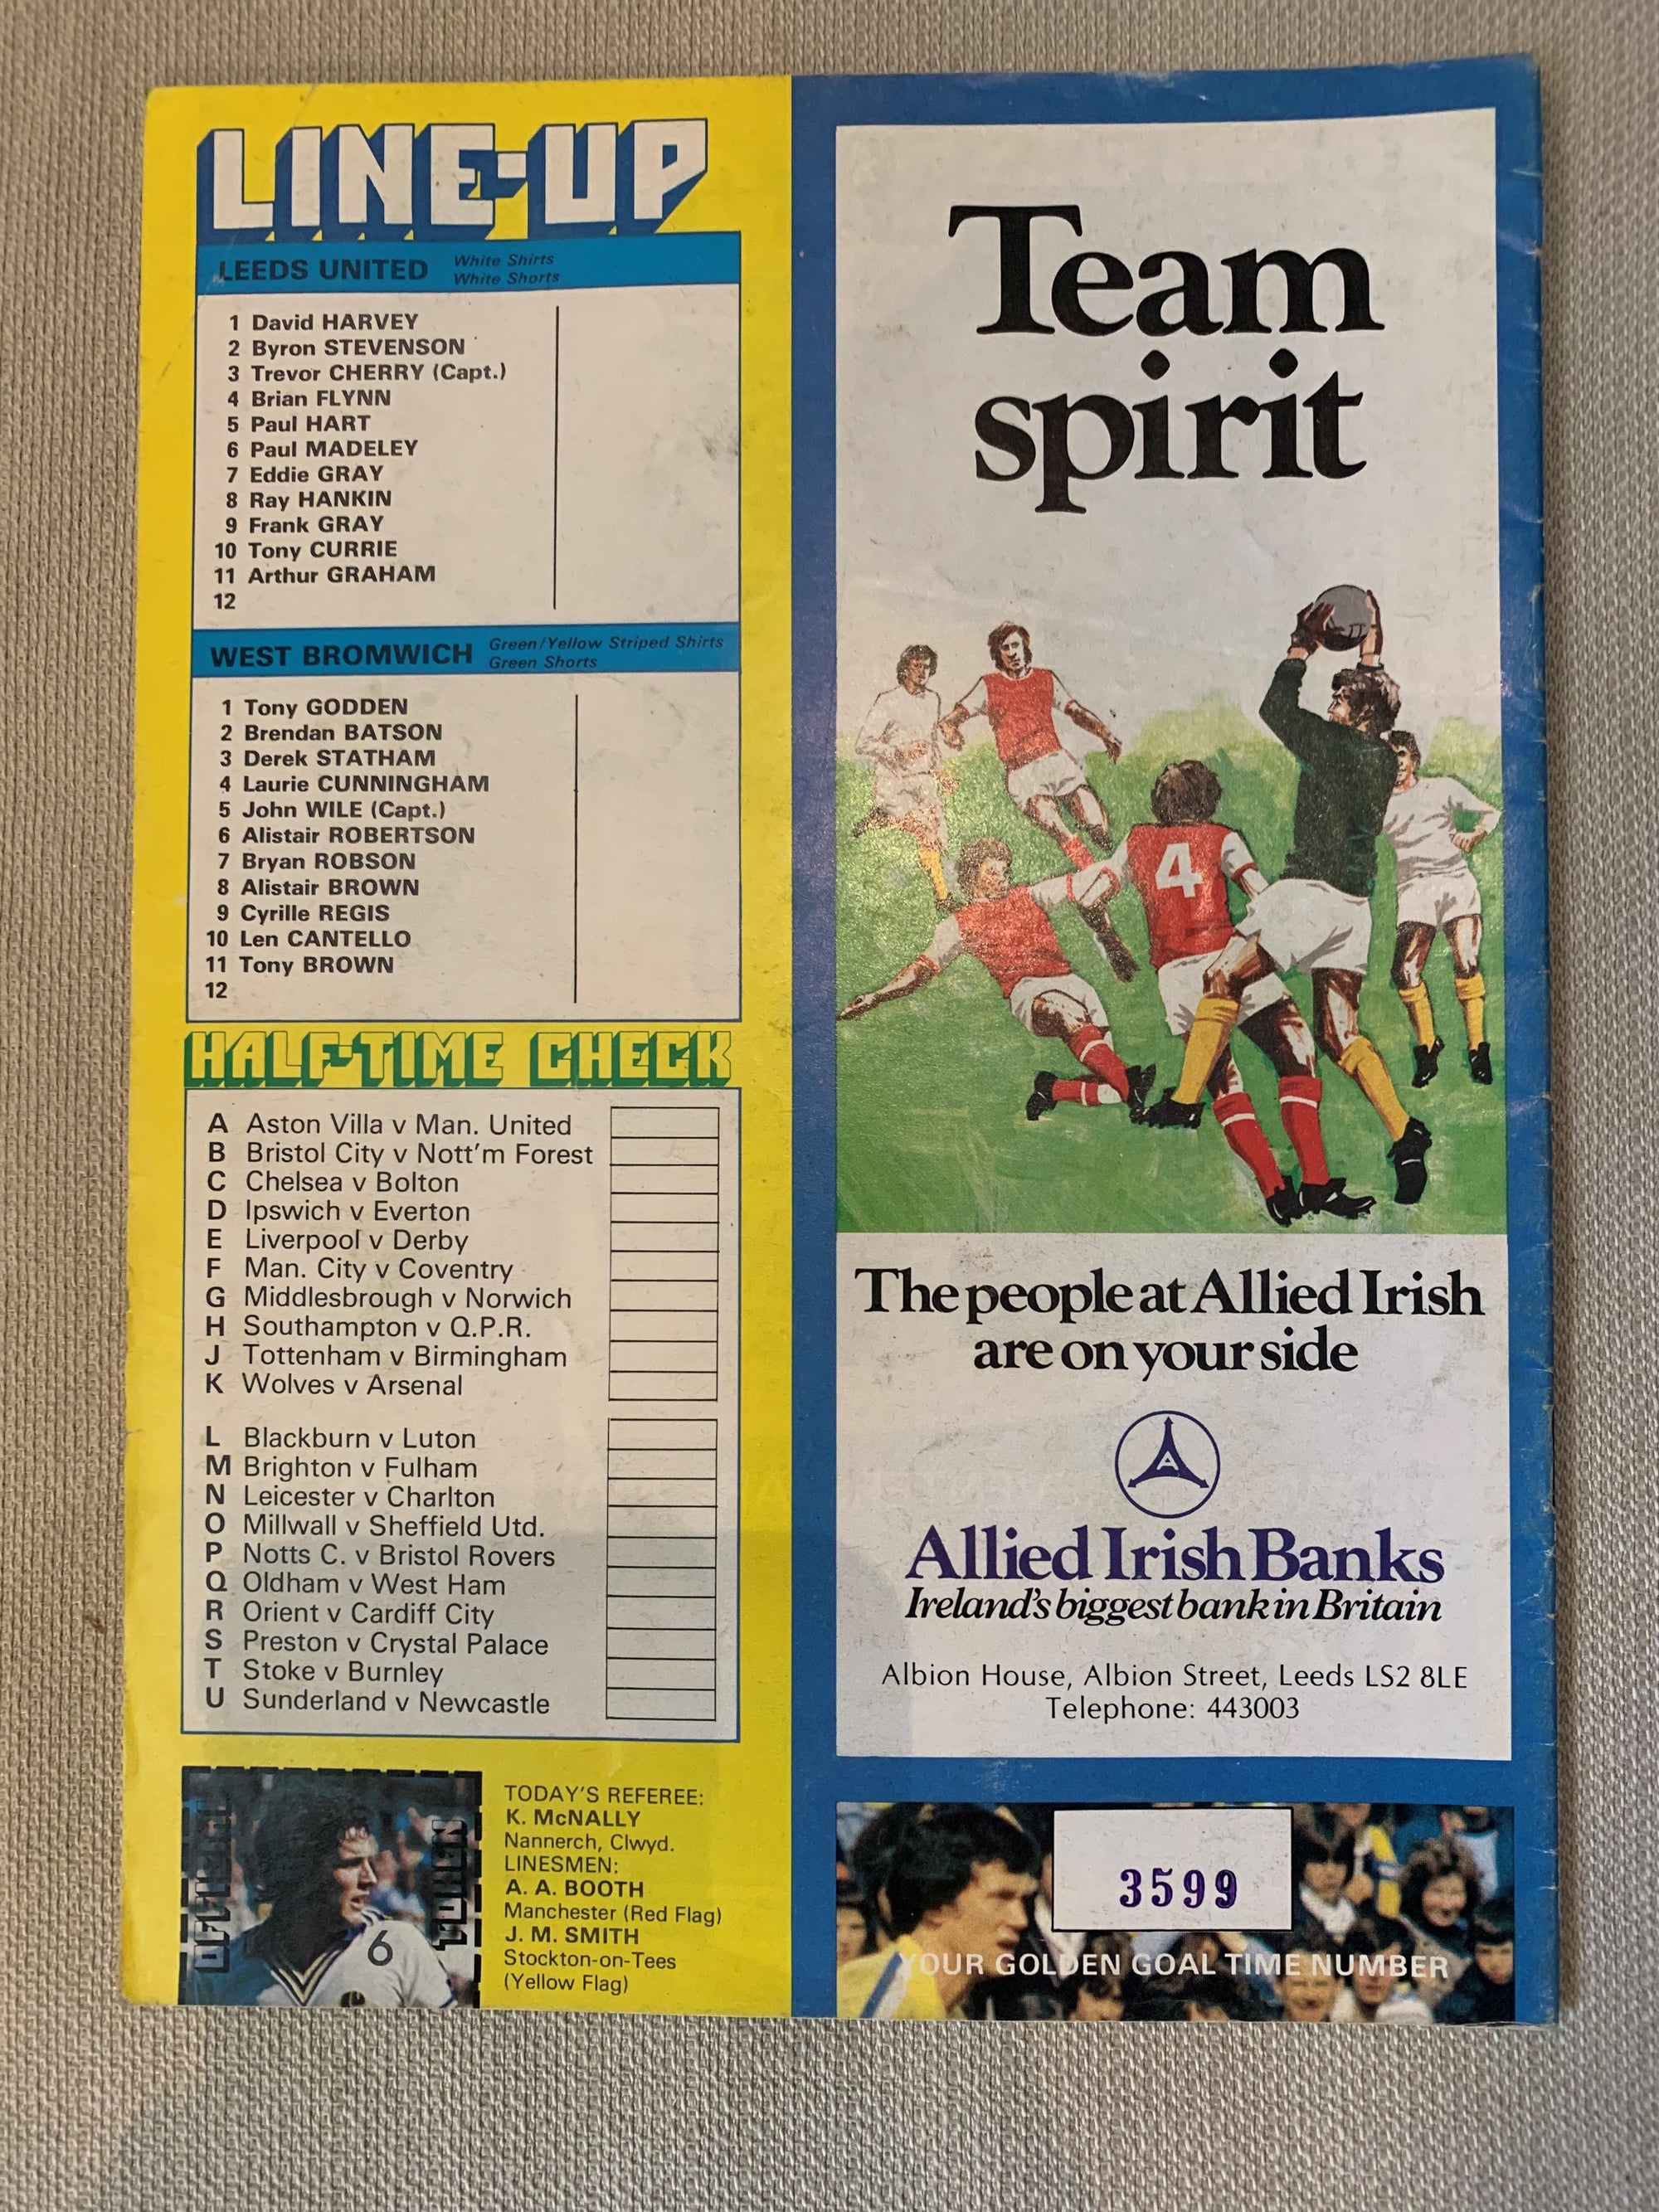 LINE-UP
LEEDS UNITED White Shirts
White Shorts
1 David HARVEY
2 Byron STEVENSON
3 Trevor CHERRY (Capt.)
4 Brian FLYNN
5 Paul HART
6 Paul MADELEY
7 Eddie GRAY
8 Ray HANKIN
9 Frank GRAY
10 Tony CURRIE
11 Arthur GRAHAM
12
WEST BROMWICH Green/Yellow Striped Shirts
Green Shorts
1 Tony GODDEN
2 Brendan BATSON
3 Derek STATHAM
4 Laurie CUNNINGHAM
5 John WILE (Capt.)
6 Alistair ROBERTSON
7 Bryan ROBSON
8 Alistair BROWN
9 Cyrille REGIS
10 Len CANTELLO
11 Tony BROWN
12
HALF-TIME CHECK
A Aston Villa v Man. United
B Bristol City v Nott'm Forest
C Chelsea v Bolton
D Ipswich v Everton
E Liverpool v Derby
F Man. City v Coventry
G Middlesbrough v Norwich
H Southampton v Q.P.R.
J Tottenham v Birmingham
K Wolves v Arsenal
L Blackburn v Luton
M Brighton v Fulham
N Leicester v Charlton
O Millwall v Sheffield Utd.
P Notts C. v Bristol Rovers
Q Oldham v West Ham
R Orient v Cardiff City
S Preston v Crystal Palace
T Stoke v Burnley
U Sunderland v Newcastle
OFFICIAL
TOKEN
6
TODAY'S REFEREE:
K. McNALLY
Nannerch, Clwyd.
LINESMEN:
A. A. BOOTH
Manchester (Red Flag)
J. M. SMITH
Stockton-on-Tees
(Yellow Flag)
Team
spirit
4
The people at Allied Irish
are on your side
A
Allied Irish Banks
Ireland's biggest bank in Britain
Albion House, Albion Street, Leeds LS2 8LE
Telephone: 443003
3599
YOUR GOLDEN GOAL TIME NUMBER